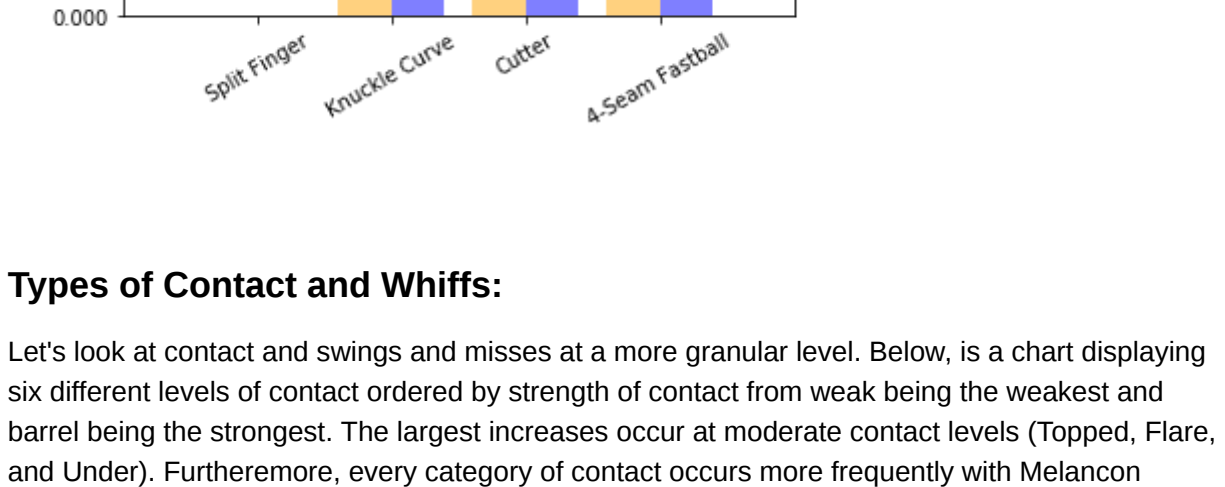 0.000
Split Finger
Knuckle Curve
Cutter
4-Seam Fastball
Types of Contact and Whiffs:
Let's look at contact and swings and misses at a more granular level. Below, is a chart displaying
six different levels of contact ordered by strength of contact from weak being the weakest and
barrel being the strongest. The largest increases occur at moderate contact levels (Topped, Flare,
and Under). Furtheremore, every category of contact occurs more frequently with Melancon